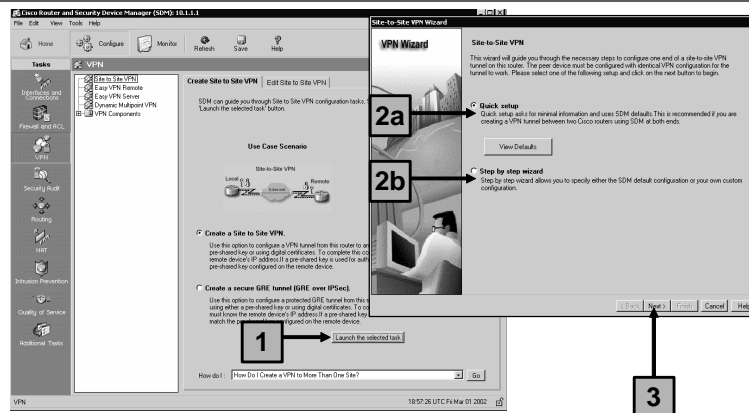 Cisco Router and Security Device Manager (SDM): 10.1.1.1
File Edit View Tools Help
Home Configure Monitor Refresh Save Help
Tasks
Interfaces and Connections
Firewall and ACL
VPN
Security Audit
Routing
NAT
Intrusion Prevention
Quality of Service
Additional Tasks
VPN
Site to Site VPN
Easy VPN Remote
Easy VPN Server
Dynamic Multipoint VPN
VPN Components
Create Site to Site VPN
Edit Site to Site VPN
SDM can guide you through Site to Site VPN configuration tasks.
'Launch the selected task' button.
Use Case Scenario
Site-to-Site VPN
Local
Remote
Internet
Create a Site to Site VPN.
Use this option to configure a VPN tunnel from this router to an
pre-shared key or using digital certificates. To complete this co
remote device's IP address.If a pre-shared key is used for auth
pre-shared key configured on the remote device.
Create a secure GRE tunnel (GRE over IPSec).
Use this option to configure a protected GRE tunnel from this r
using either a pre-shared key or using digital certificates. To co
must know the remote device's IP address.If a pre-shared key
match the pre-shared key configured on the remote device.
1
Launch the selected task
How do I :
How Do I Create a VPN to More Than One Site?
Go
VPN
18:57:26 UTC Fri Mar 01 2002
Site-to-Site VPN Wizard
VPN Wizard
Site-to-Site VPN
This wizard will guide you through the necessary steps to configure one end of a site-to-site VPN
tunnel on this router. The peer device must be configured with identical VPN configuration for the
tunnel to work. Please select one of the following setup and click on the next button to begin.
2a
Quick setup
Quick setup asks for minimal information and uses SDM defaults.This is recommended if you are
creating a VPN tunnel between two Cisco routers using SDM at both ends.
View Defaults
2b
Step by step wizard
Step by step wizard allows you to specify either the SDM default configuration or your own custom
configuration.
< Back Next > Finish Cancel Help
3